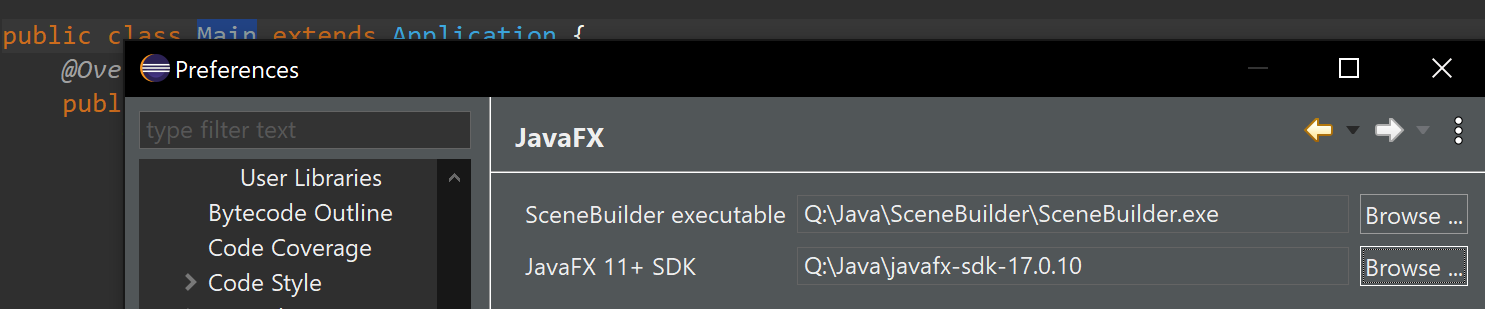 public class Main extends Application {
@Ove
publ
Preferences
type filter text
User Libraries
Bytecode Outline
Code Coverage
Code Style
JavaFX
SceneBuilder executable Q:\Java\SceneBuilder\SceneBuilder.exe Browse ...
JavaFX 11+ SDK Q:\Java\javafx-sdk-17.0.10 Browse ...